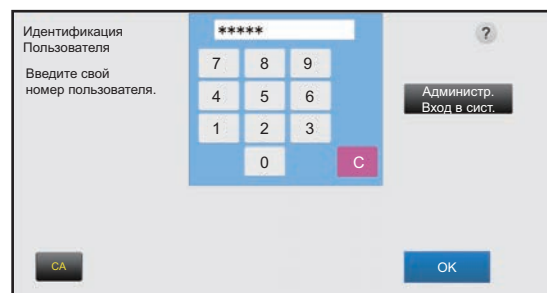 Идентификация
Пользователя
Введите свой
номер пользователя.
*****
7 8 9
4 5 6
1 2 3
0 C
?
Администр.
Вход в сист.
CA
OK